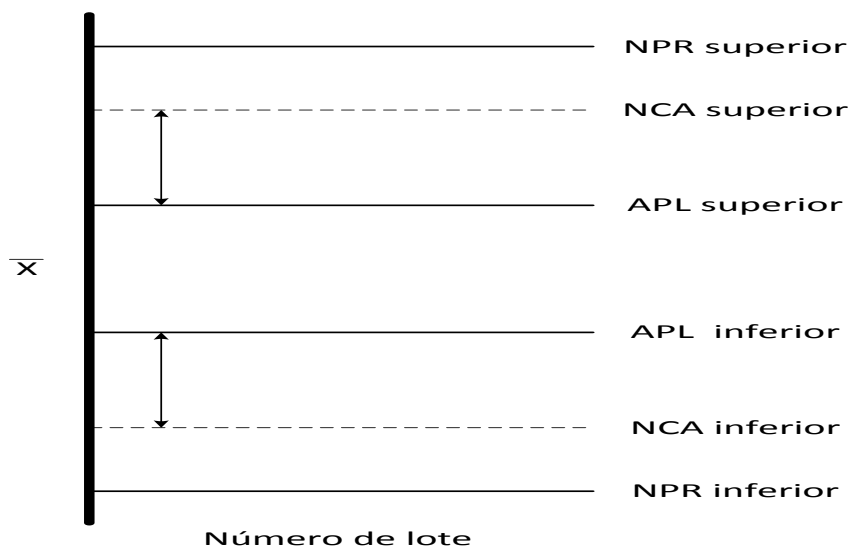 NPR superior
NCA superior
APL superior
X
APL inferior
NCA inferior
NPR inferior
Número de lote